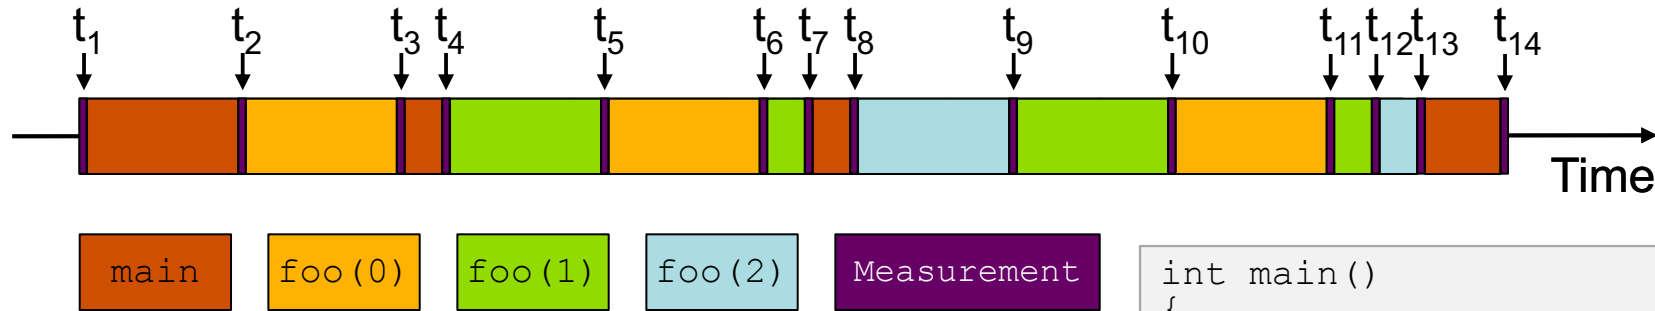 t1 t2 t3 t4 t5 t6 t7 t8 t9 t10 t11 t12 t13 t14
Time
main foo(0) foo(1) foo(2) Measurement
int main()
{